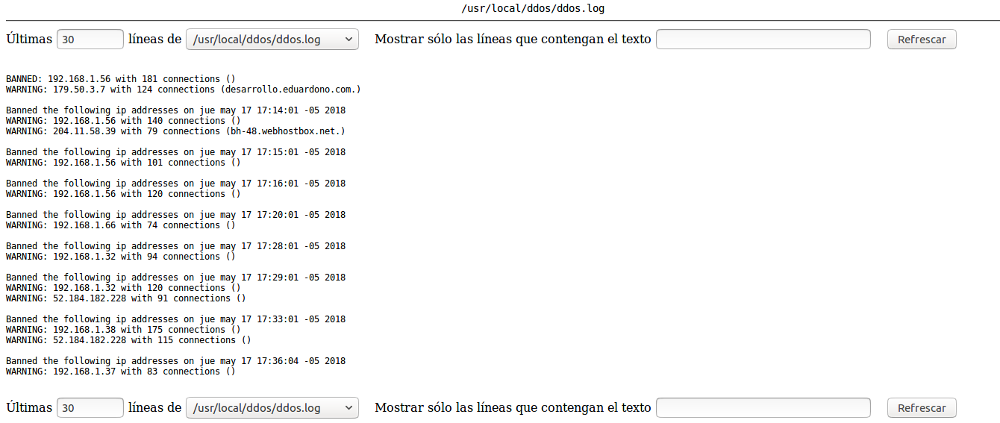 /usr/local/ddos/ddos.log
Últimas 30 líneas de /usr/local/ddos/ddos.log Mostrar sólo las líneas que contengan el texto Refrescar
BANNED: 192.168.1.56 with 181 connections ()
WARNING: 179.50.3.7 with 124 connections (desarrollo.eduardono.com.)
Banned the following ip addresses on jue may 17 17:14:01 -05 2018
WARNING: 192.168.1.56 with 140 connections ()
WARNING: 204.11.58.39 with 79 connections (bh-48.webhostbox.net.)
Banned the following ip addresses on jue may 17 17:15:01 -05 2018
WARNING: 192.168.1.56 with 101 connections ()
Banned the following ip addresses on jue may 17 17:16:01 -05 2018
WARNING: 192.168.1.56 with 120 connections ()
Banned the following ip addresses on jue may 17 17:20:01 -05 2018
WARNING: 192.168.1.66 with 74 connections ()
Banned the following ip addresses on jue may 17 17:28:01 -05 2018
WARNING: 192.168.1.32 with 94 connections ()
Banned the following ip addresses on jue may 17 17:29:01 -05 2018
WARNING: 192.168.1.32 with 120 connections ()
WARNING: 52.184.182.228 with 91 connections ()
Banned the following ip addresses on jue may 17 17:33:01 -05 2018
WARNING: 192.168.1.38 with 175 connections ()
WARNING: 52.184.182.228 with 115 connections ()
Banned the following ip addresses on jue may 17 17:36:04 -05 2018
WARNING: 192.168.1.37 with 83 connections ()
Últimas 30 líneas de /usr/local/ddos/ddos.log Mostrar sólo las líneas que contengan el texto Refrescar